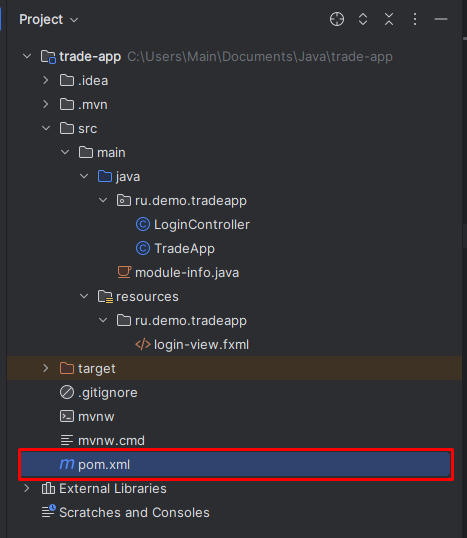 Project
trade-app C:\Users\Main\Documents\Java\trade-app
.idea
.mvn
src
main
java
ru.demo.tradeapp
C LoginController
C TradeApp
module-info.java
resources
ru.demo.tradeapp
</> login-view.fxml
target
.gitignore
mvnw
mvnw.cmd
m pom.xml
External Libraries
Scratches and Consoles